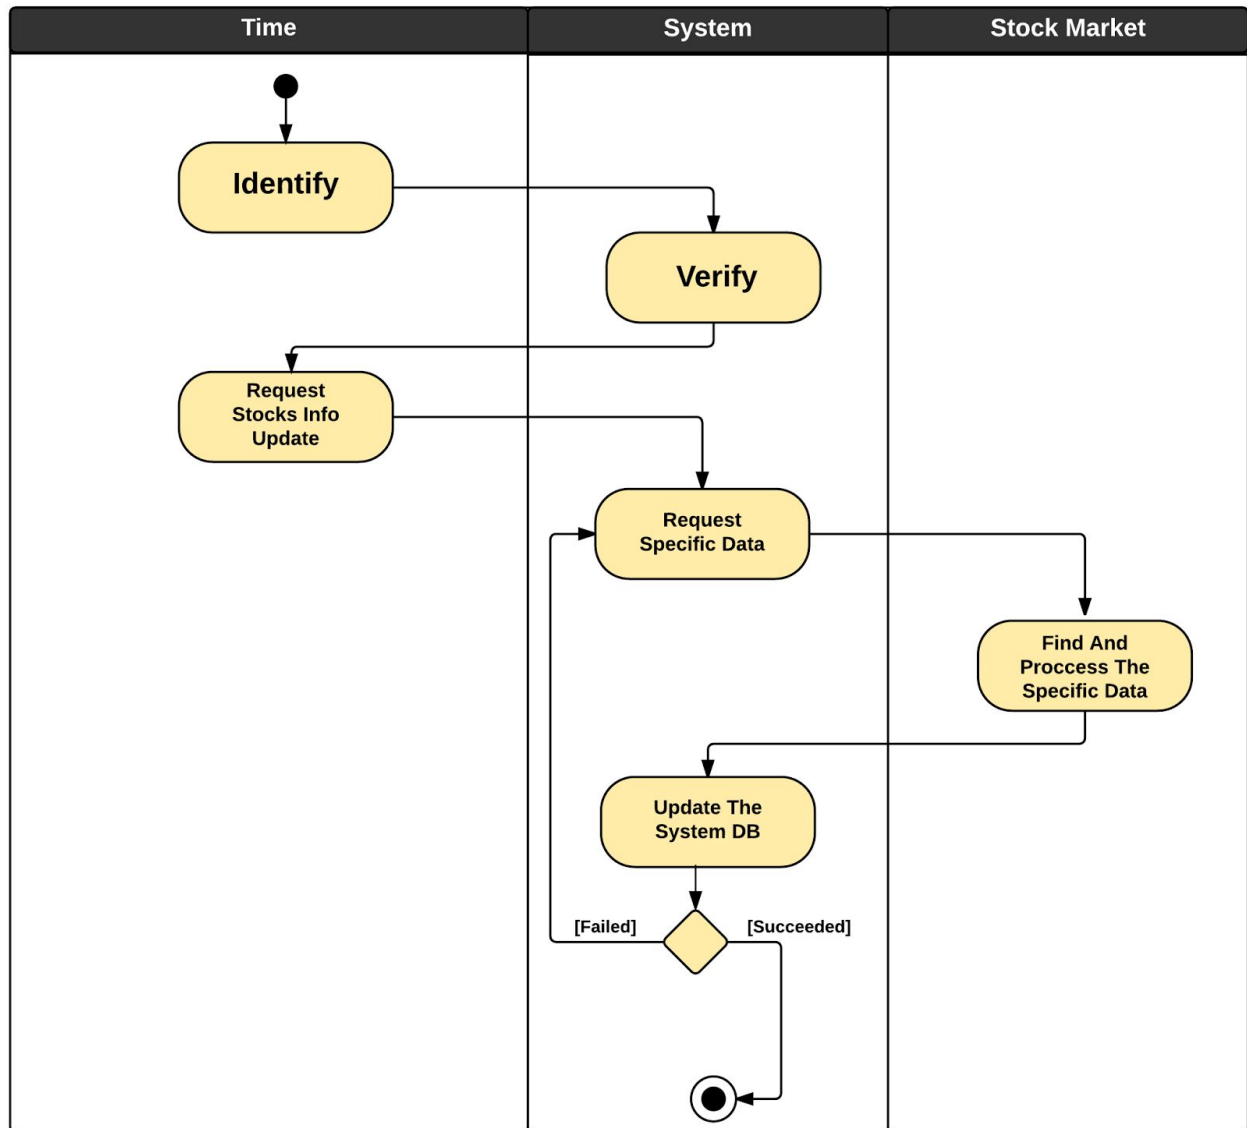 Time
System
Stock Market
Identify
Verify
Request
Stocks Info
Update
Request
Specific Data
Find And
Proccess The
Specific Data
Update The
System DB
[Failed]
[Succeeded]